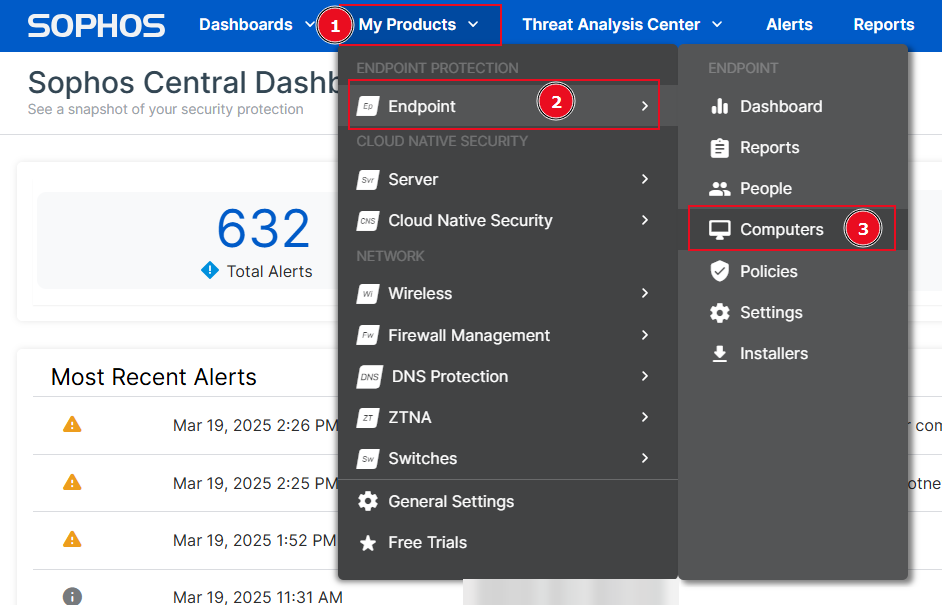 SOPHOS Dashboards 1 My Products Threat Analysis Center Alerts Reports
Sophos Central Dashb
See a snapshot of your security protection
632
Total Alerts
Most Recent Alerts
Mar 19, 2025 2:26 PM
Mar 19, 2025 2:25 PM
Mar 19, 2025 1:52 PM
Mar 19, 2025 11:31 AM
ENDPOINT PROTECTION
Ep Endpoint 2
CLOUD NATIVE SECURITY
Svr Server
CNS Cloud Native Security
NETWORK
Wi Wireless
Fw Firewall Management
DNS DNS Protection
ZT ZTNA
Sw Switches
General Settings
Free Trials
ENDPOINT
Dashboard
Reports
People
Computers 3
Policies
Settings
Installers
r com
otne